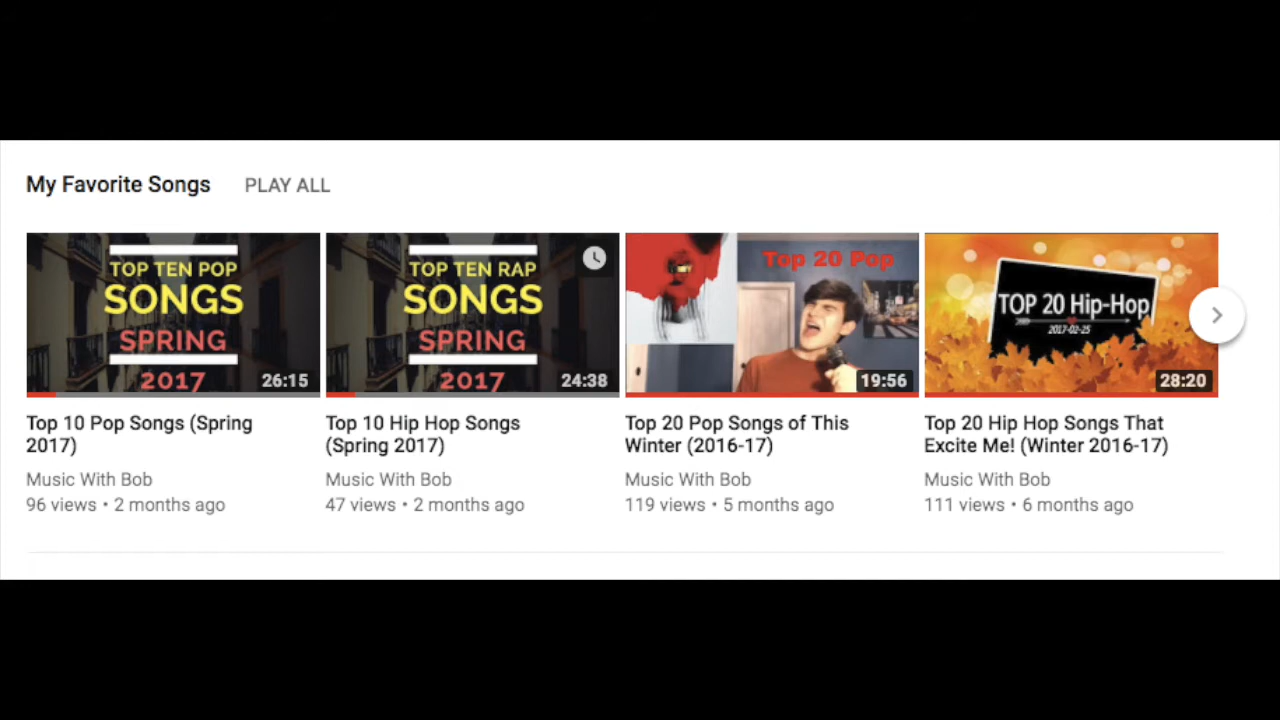 My Favorite Songs PLAY ALL
TOP TEN POP
SONGS
SPRING
2017
26:15
TOP TEN RAP
SONGS
SPRING
2017
24:38
Top 20 Pop
19:56
TOP 20 Hip-Hop
2017-02-25
28:20
Top 10 Pop Songs (Spring
2017)
Music With Bob
96 views • 2 months ago
Top 10 Hip Hop Songs
(Spring 2017)
Music With Bob
47 views • 2 months ago
Top 20 Pop Songs of This
Winter (2016-17)
Music With Bob
119 views • 5 months ago
Top 20 Hip Hop Songs That
Excite Me! (Winter 2016-17)
Music With Bob
111 views • 6 months ago